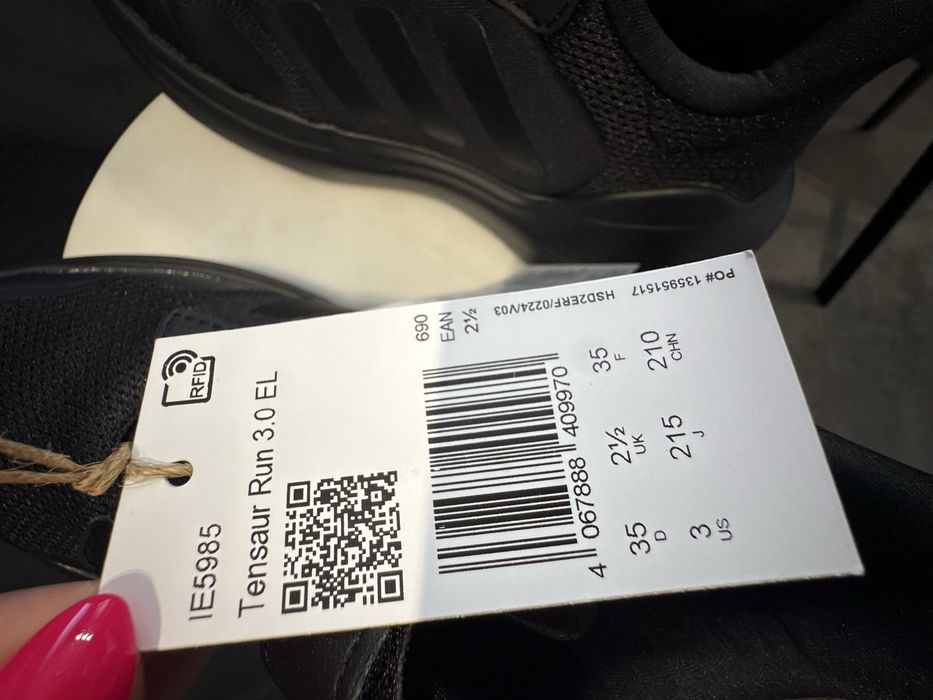 RFID
IE5985
Tensaur Run 3.0 EL
690
EAN
2½
4 067888 409970
35 2½ 35
D UK F
3 215 210
US J CHN
HSD2ERF/0224/V03
PO# 135951517